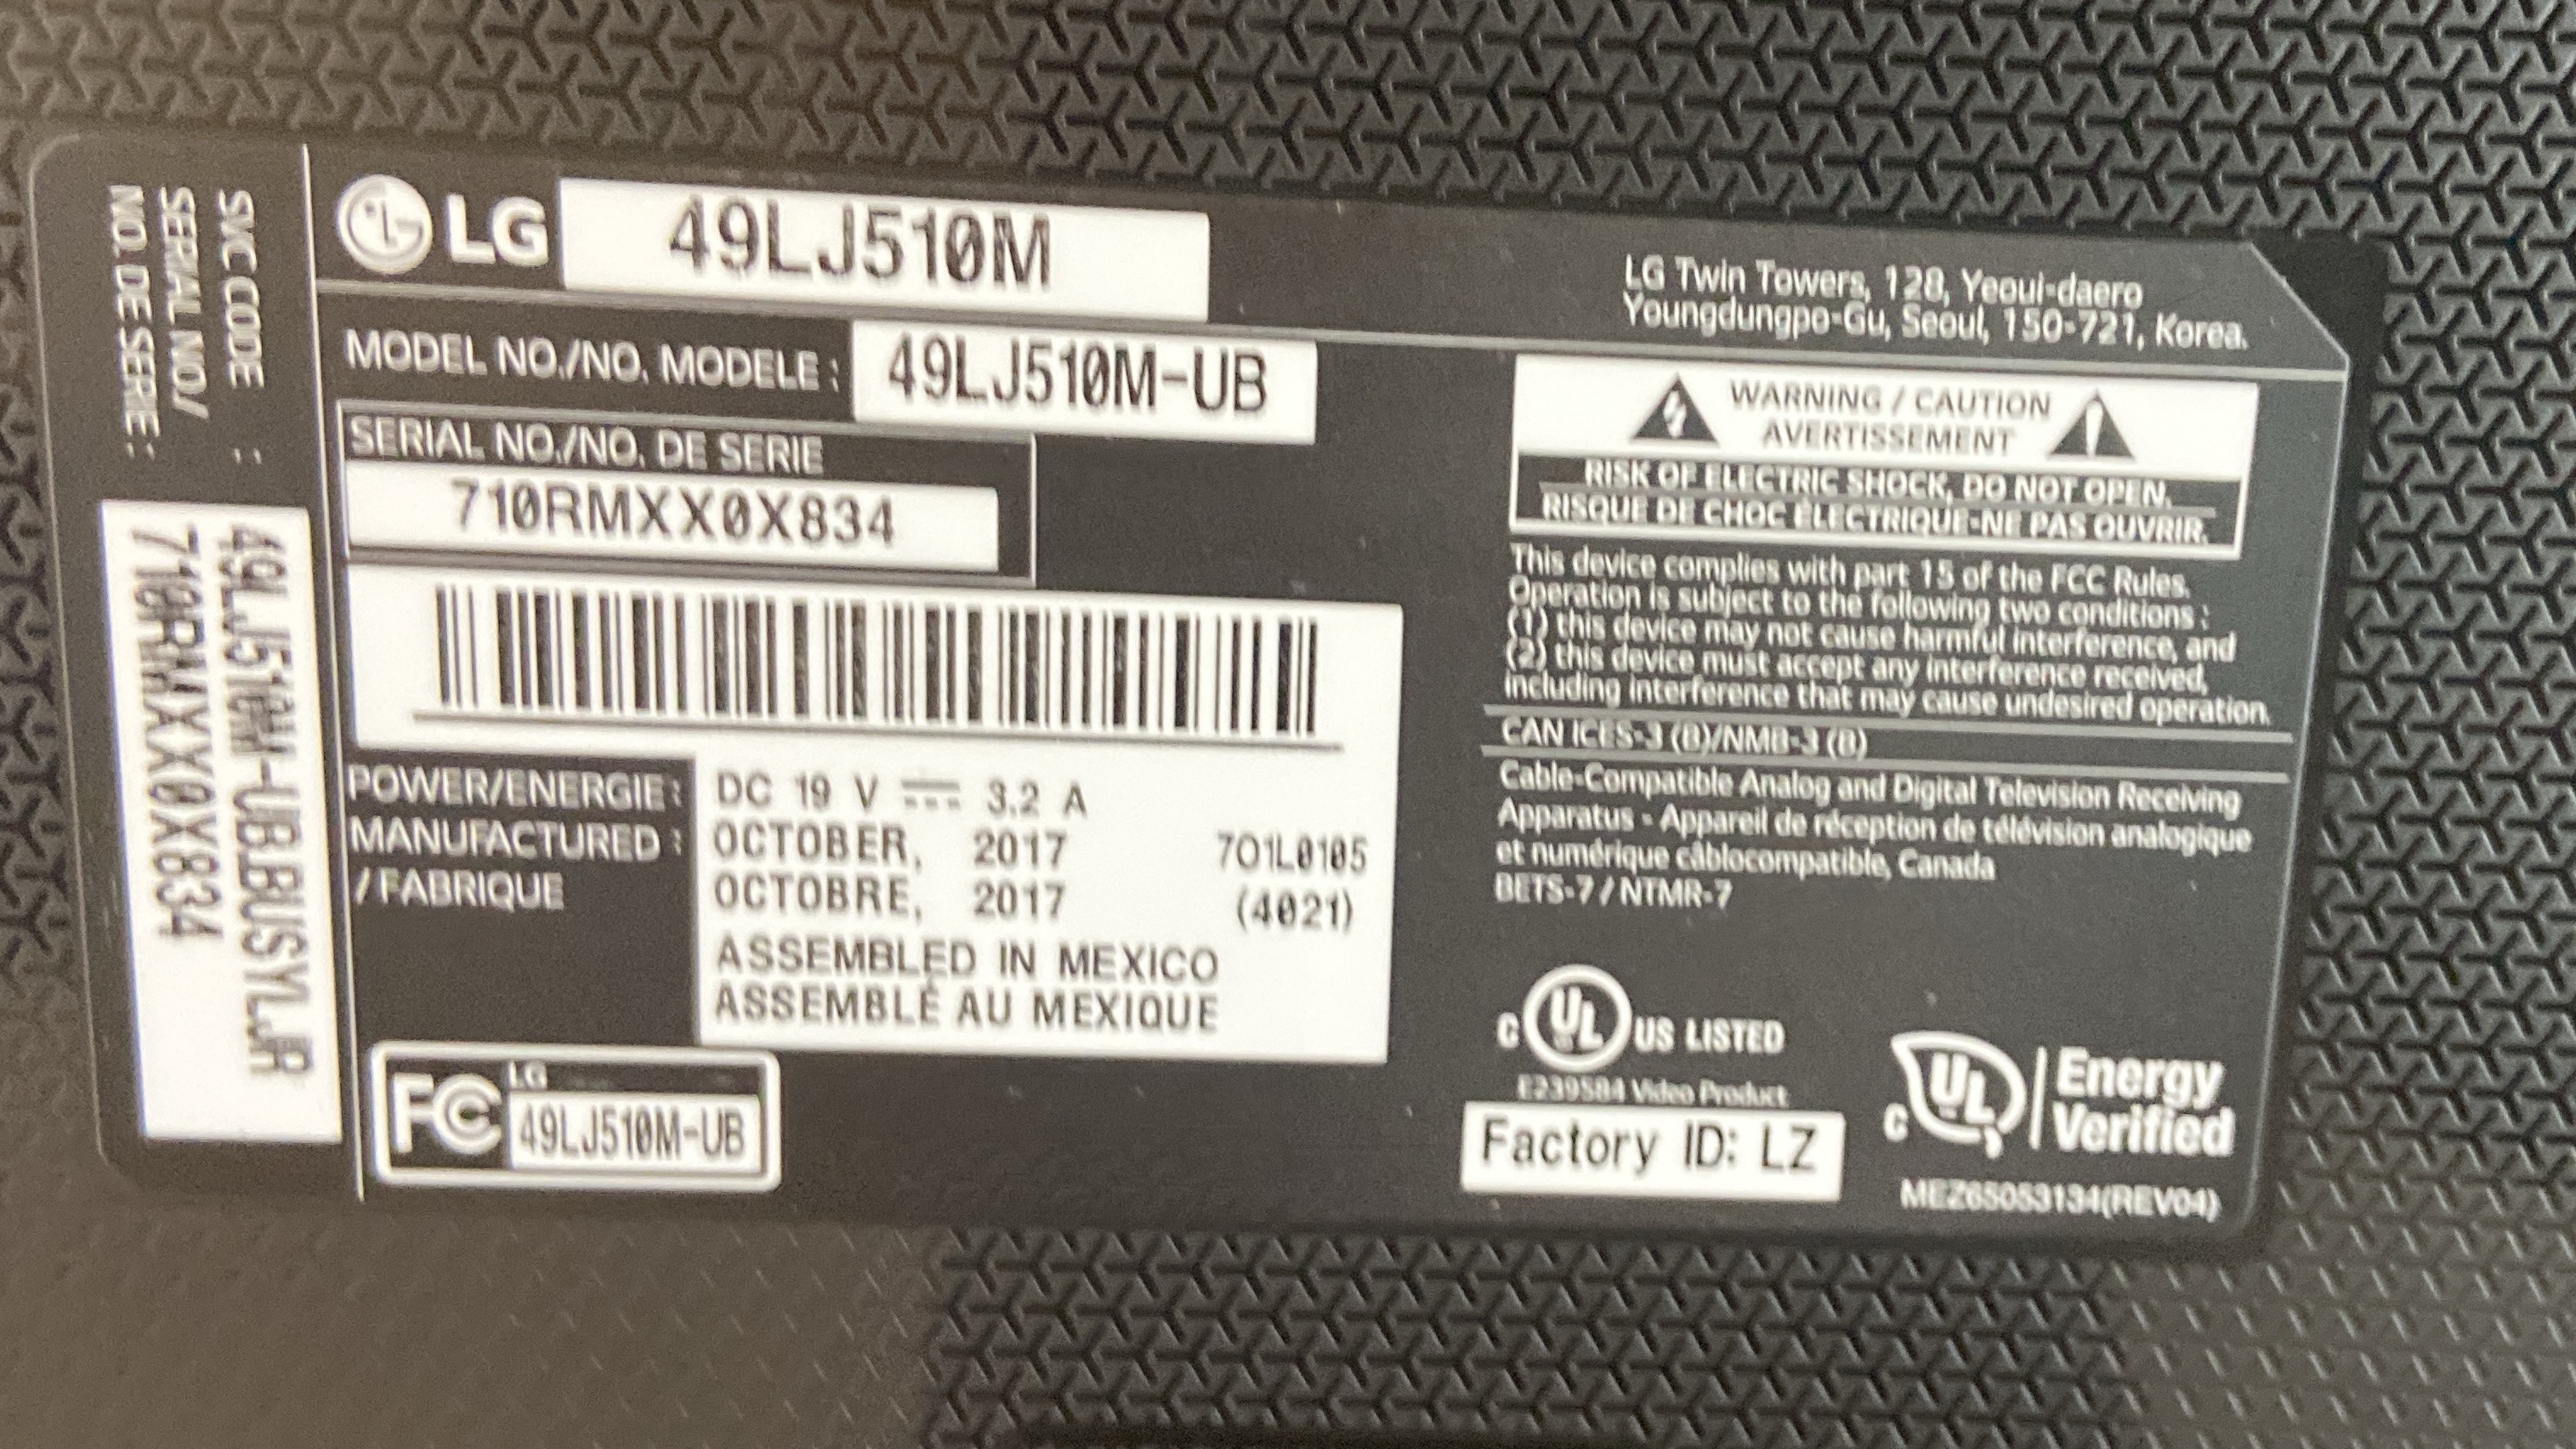 SVC CODE :
SERIAL NO/
NO. DE SERIE :
49LJ510M-UB.BUSYLJR
710RMXX0X834
LG 49LJ510M
LG Twin Towers, 128, Yeoui-daero
Youngdungpo-Gu, Seoul, 150-721, Korea.
MODEL NO./NO. MODELE : 49LJ510M-UB
SERIAL NO./NO. DE SERIE
710RMXX0X834
POWER/ENERGIE : DC 19 V 3.2 A
MANUFACTURED : OCTOBER, 2017 7O1L0105
/ FABRIQUE OCTOBRE, 2017 (4021)
ASSEMBLED IN MEXICO
ASSEMBLÉ AU MEXIQUE
FC LG
49LJ510M-UB
WARNING / CAUTION
AVERTISSEMENT
RISK OF ELECTRIC SHOCK, DO NOT OPEN.
RISQUE DE CHOC ÉLECTRIQUE-NE PAS OUVRIR.
This device complies with part 15 of the FCC Rules.
Operation is subject to the following two conditions :
(1) this device may not cause harmful interference, and
(2) this device must accept any interference received,
including interference that may cause undesired operation.
CAN ICES-3 (B)/NMB-3 (B)
Cable-Compatible Analog and Digital Television Receiving
Apparatus - Appareil de réception de télévision analogique
et numérique câblocompatible, Canada
BETS-7 / NTMR-7
C UL US LISTED
E239584 Video Product
Factory ID: LZ
C UL Energy
Verified
MEZ65053134(REV04)